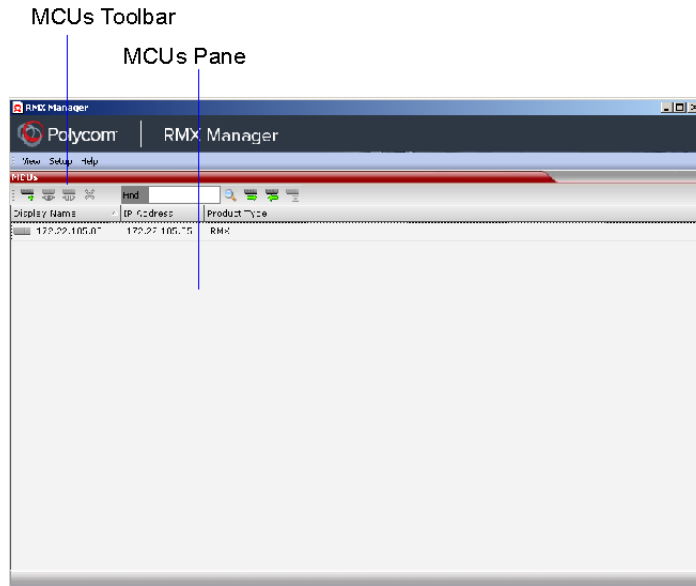 MCUs Toolbar
MCUs Pane
RMX Manager
Polycom | RMX Manager
View Setup Help
MCUs
Find
Display Name IP Address Product Type
RMX